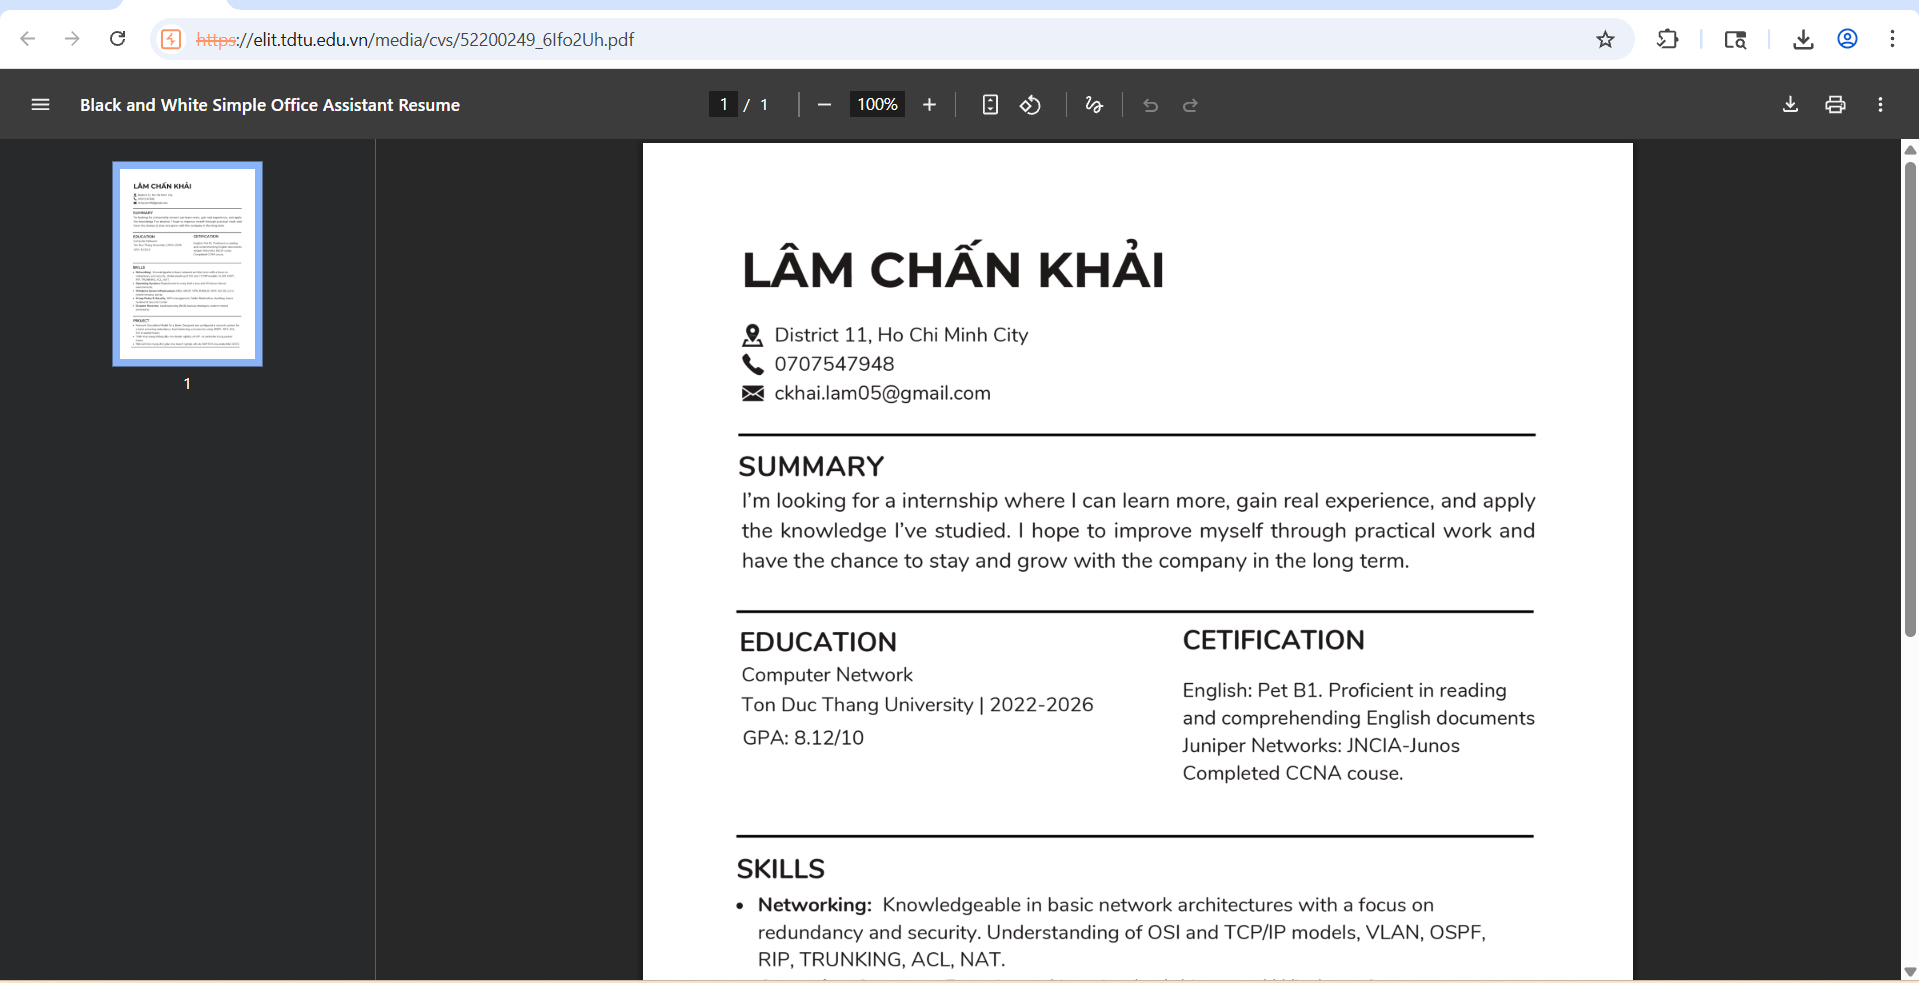 https://elit.tdtu.edu.vn/media/cvs/52200249_6Ifo2Uh.pdf
Black and White Simple Office Assistant Resume
1 / 1
100%
1
LÂM CHẤN KHẢI
District 11, Ho Chi Minh City
0707547948
ckhai.lam05@gmail.com
SUMMARY
I'm looking for a internship where I can learn more, gain real experience, and apply
the knowledge I've studied. I hope to improve myself through practical work and
have the chance to stay and grow with the company in the long term.
EDUCATION
Computer Network
Ton Duc Thang University | 2022-2026
GPA: 8.12/10
CETIFICATION
English: Pet B1. Proficient in reading
and comprehending English documents
Juniper Networks: JNCIA-Junos
Completed CCNA couse.
SKILLS
• Networking: Knowledgeable in basic network architectures with a focus on
redundancy and security. Understanding of OSI and TCP/IP models, VLAN, OSPF,
RIP, TRUNKING, ACL, NAT.